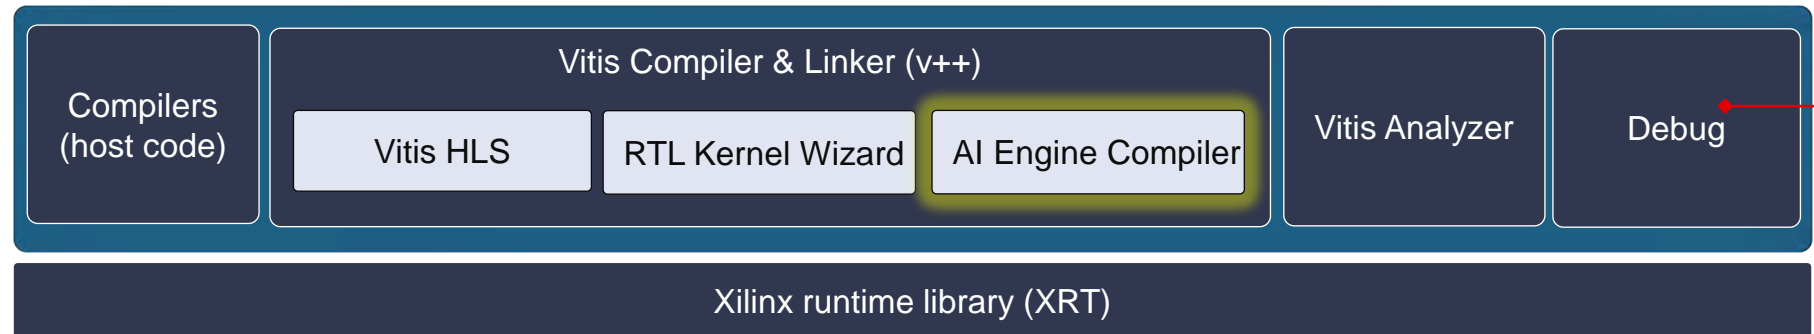 Vitis Compiler & Linker (v++)
Compilers
(host code)
Vitis HLS
RTL Kernel Wizard
AI Engine Compiler
Vitis Analyzer
Debug
Xilinx runtime library (XRT)